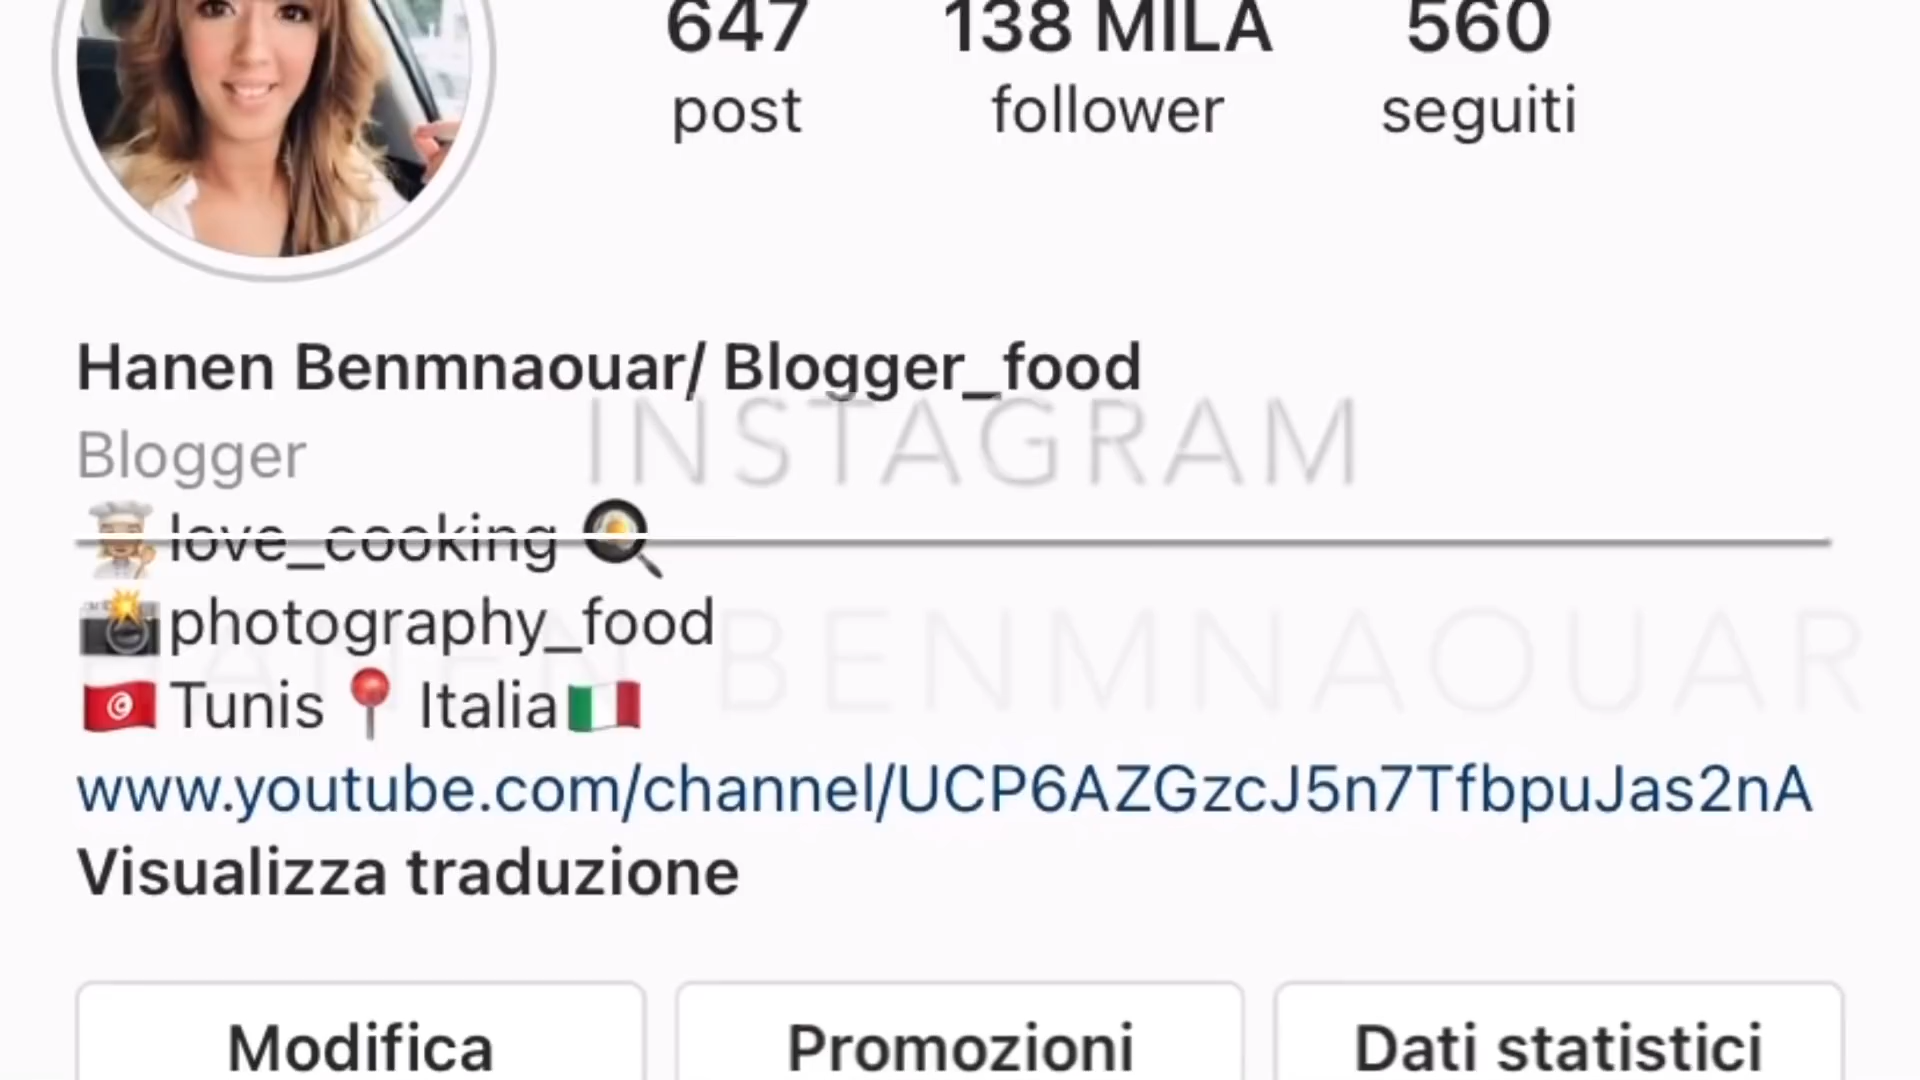 647 138 MILA 560
post follower seguiti
Hanen Benmnaouar/ Blogger_food
INSTAGRAM
Blogger
love_cooking
photography_food
HANEN BENMNAOUAR
Tunis Italia
www.youtube.com/channel/UCP6AZGzcJ5n7TfbpuJas2nA
Visualizza traduzione
Modifica Promozioni Dati statistici